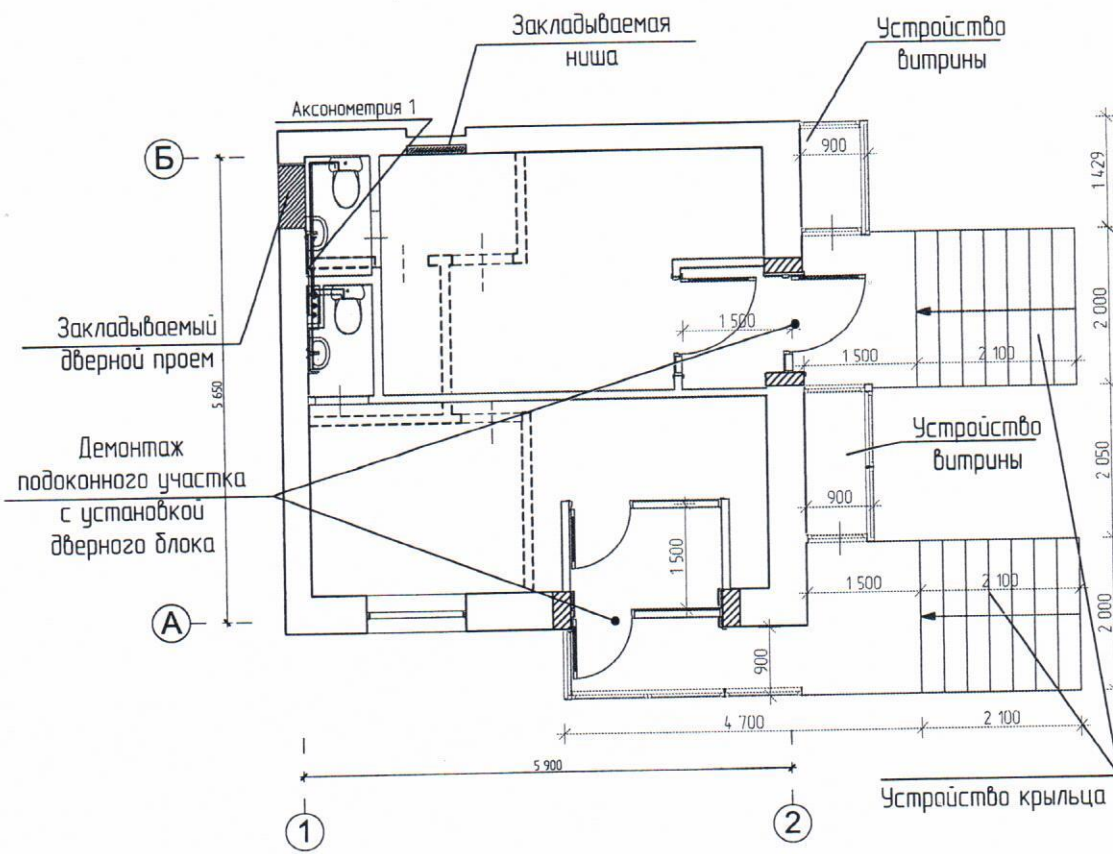 Закладываемая
ниша
Устройство
витрины
Аксонометрия 1
Б
900
1 429
Закладываемый
дверной проем
5 650
1 500
2 000
1 500
2 100
Демонтаж
подоконного участка
с установкой
дверного блока
Устройство
витрины
2 050
900
1 500
1 500
2 100
А
2 000
900
4 700
2 100
5 900
Устройство крыльца
1
2